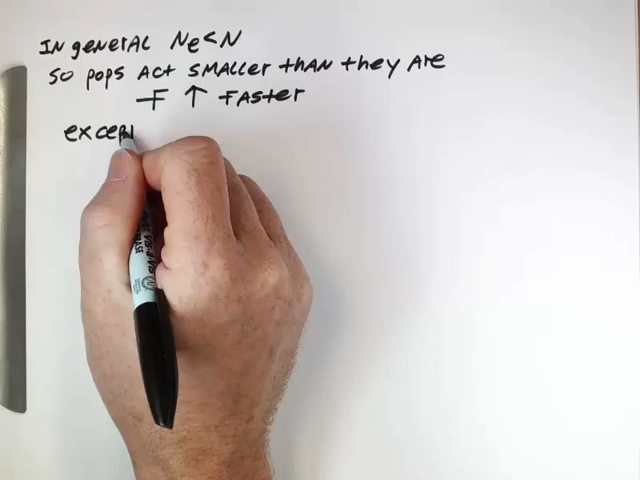 IN general Ne < N
so pops Act smaller than they Are
F ↑ Faster